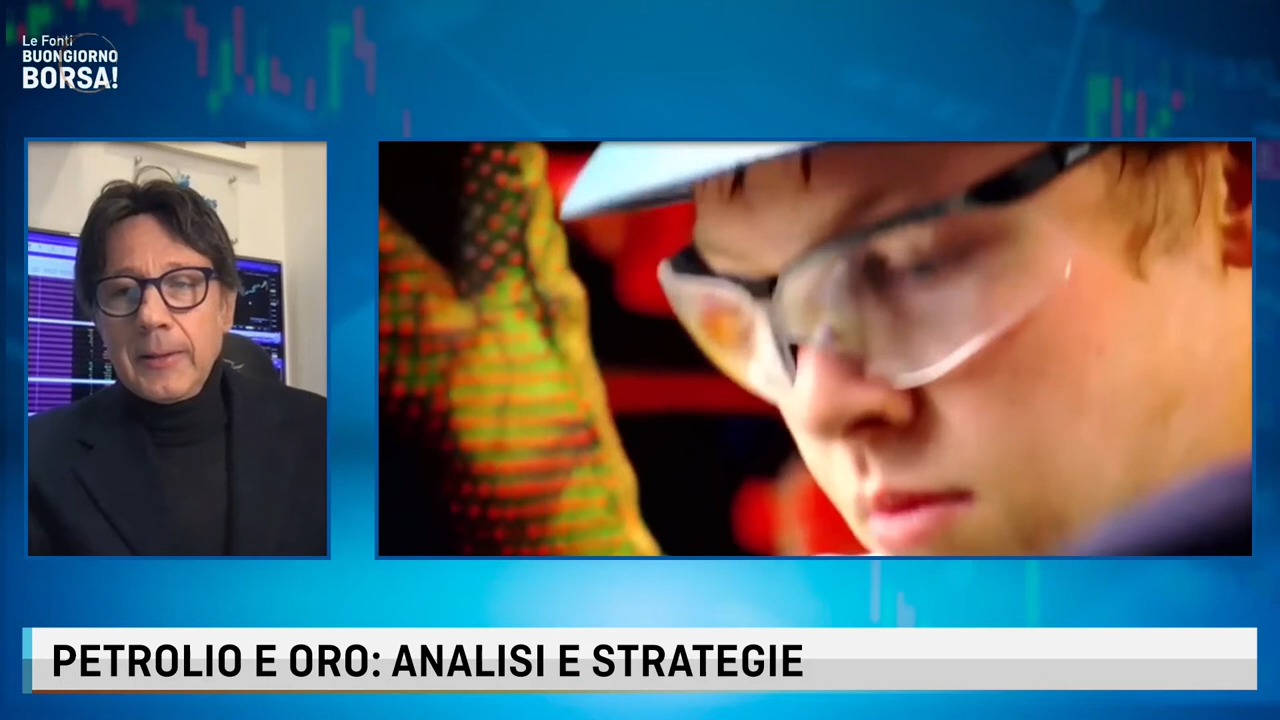 Le Fonti
BUONGIORNO
BORSA!
PETROLIO E ORO: ANALISI E STRATEGIE